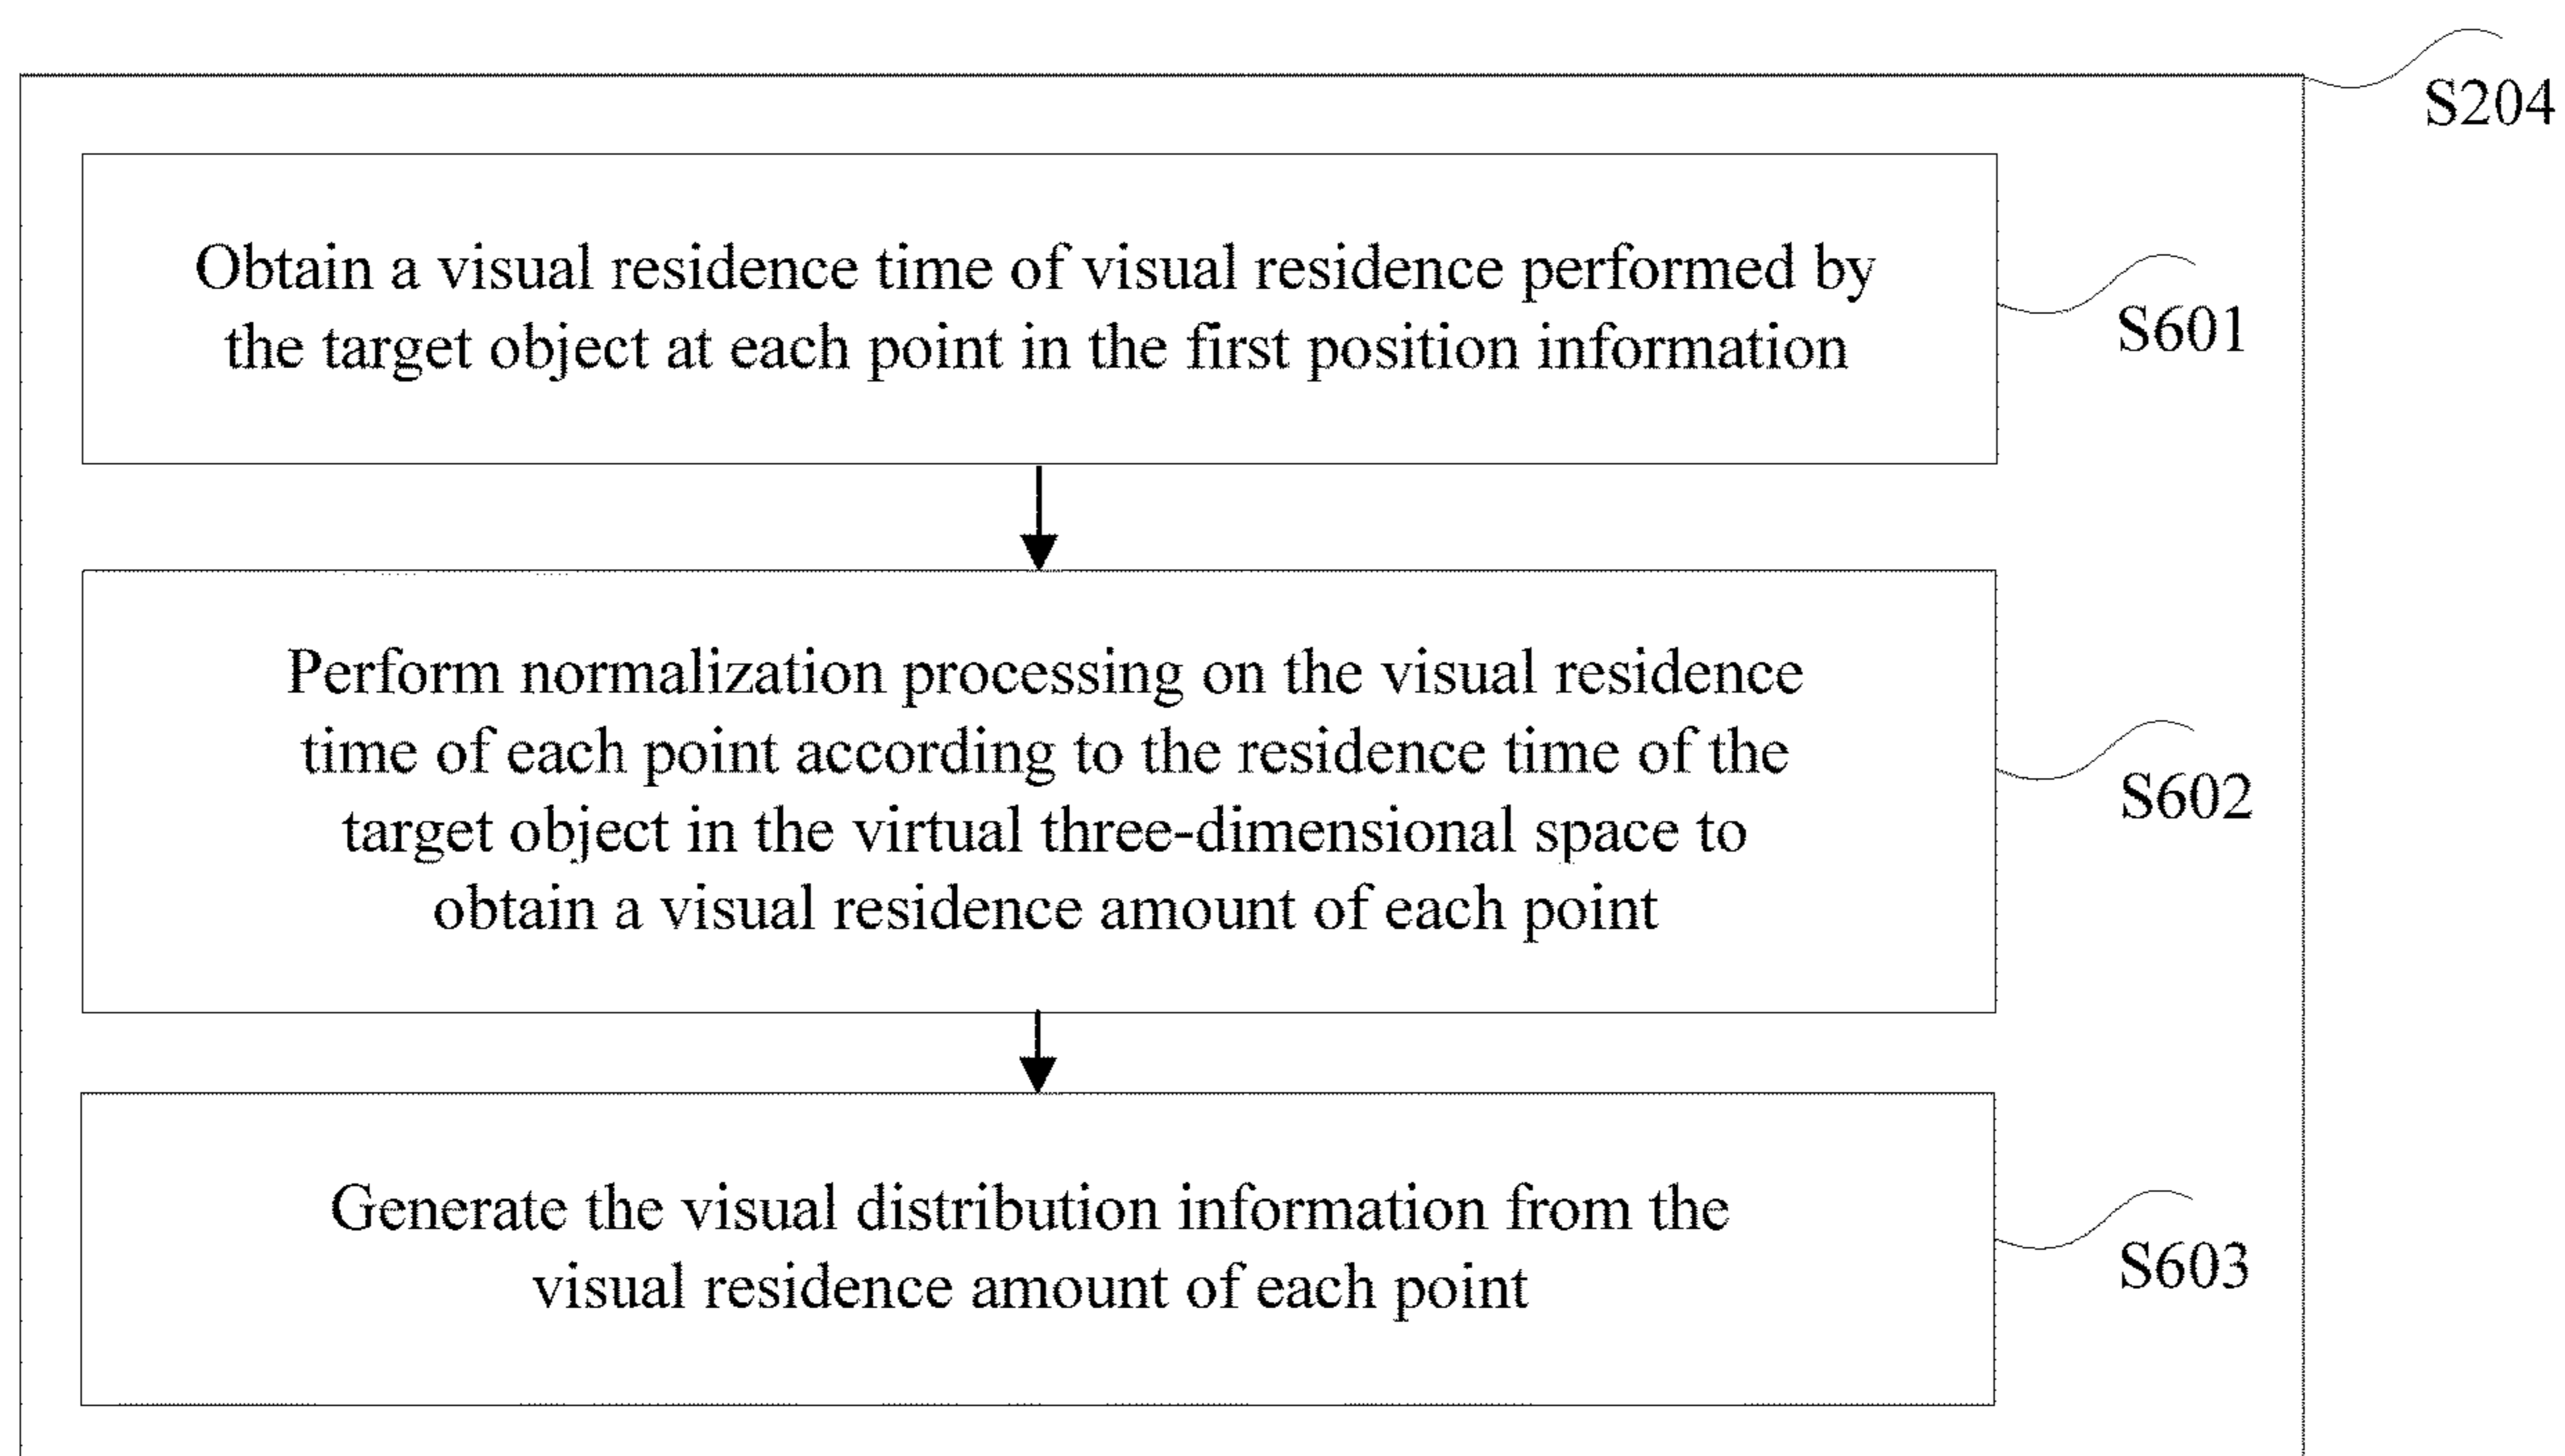 S204
Obtain a visual residence time of visual residence performed by
the target object at each point in the first position information
S601
Perform normalization processing on the visual residence
time of each point according to the residence time of the
target object in the virtual three-dimensional space to
obtain a visual residence amount of each point
S602
Generate the visual distribution information from the
visual residence amount of each point
S603